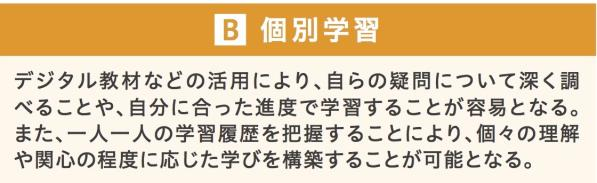 B 個別学習
デジタル教材などの活用により、自らの疑問について深く調
べることや、自分に合った進度で学習することが容易となる。
また、一人一人の学習履歴を把握することにより、個々の理解
や関心の程度に応じた学びを構築することが可能となる。